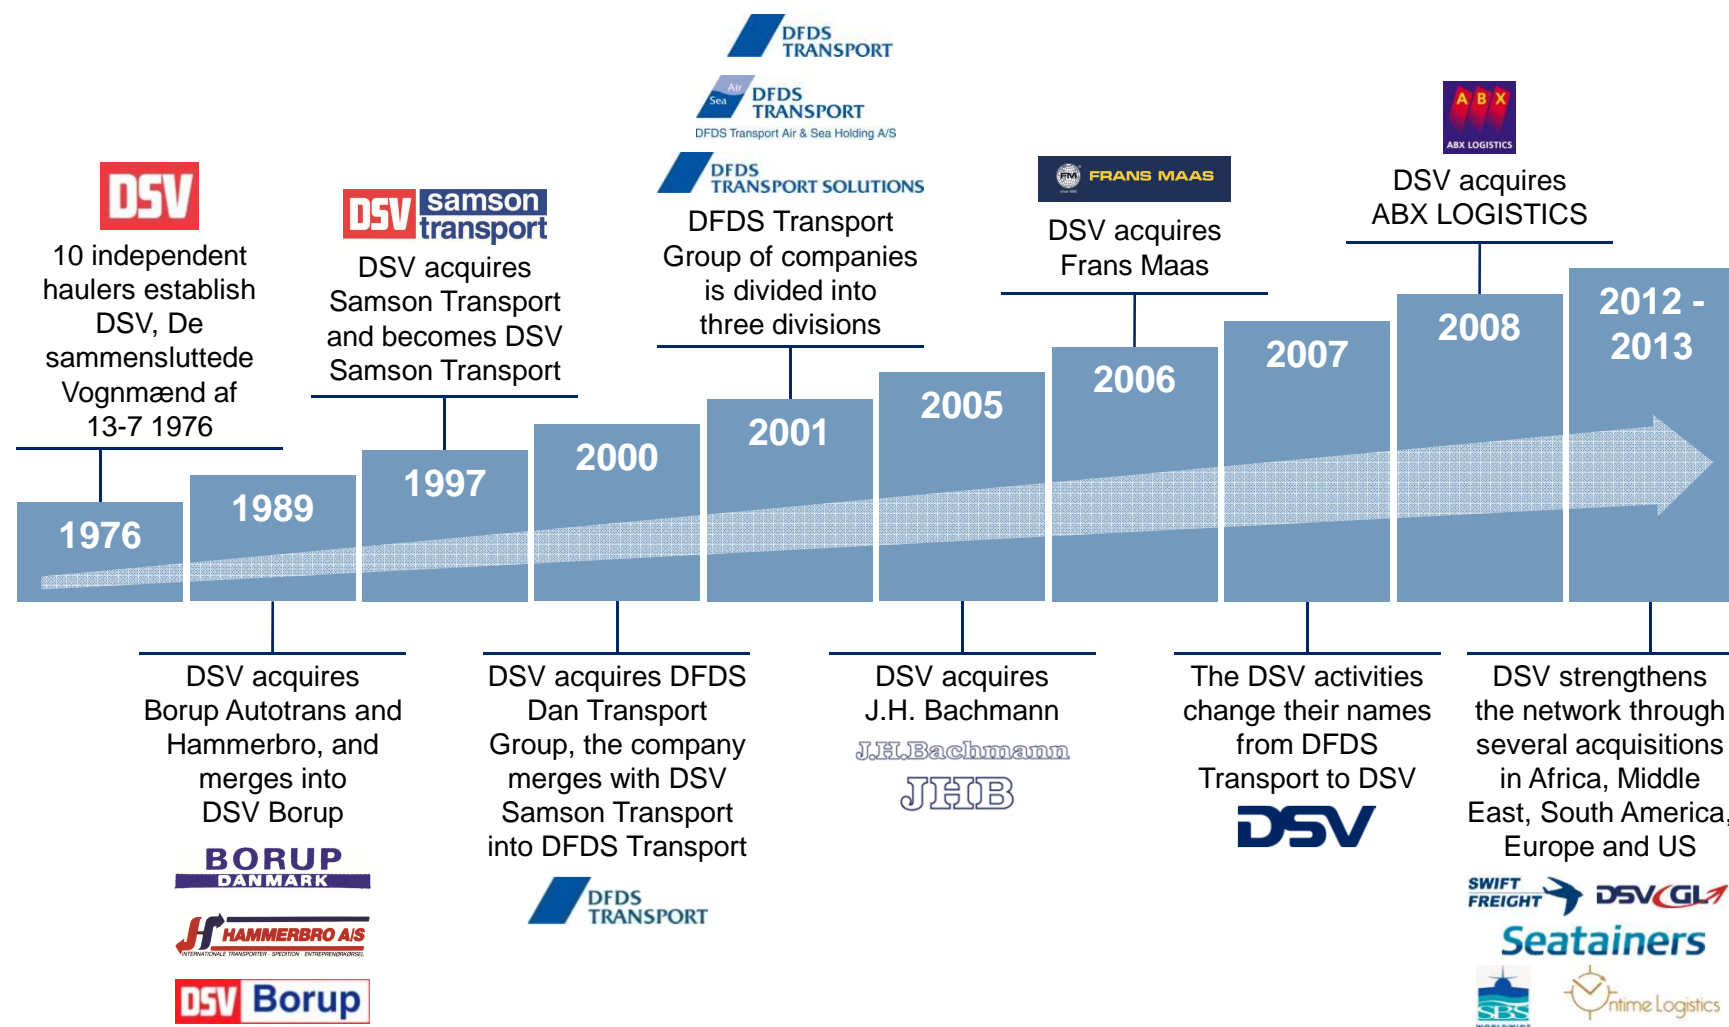 DFDS
TRANSPORT
Air
Sea
DFDS
TRANSPORT
DFDS Transport Air & Sea Holding A/S
DFDS
TRANSPORT SOLUTIONS
DFDS Transport
Group of companies
is divided into
three divisions
A B X
ABX LOGISTICS
DSV acquires
ABX LOGISTICS
FM
FRANS MAAS
DSV acquires
Frans Maas
DSV
10 independent
haulers establish
DSV, De
sammensluttede
Vognmænd af
13-7 1976
DSV samson
transport
DSV acquires
Samson Transport
and becomes DSV
Samson Transport
1976
1989
1997
2000
2001
2005
2006
2007
2008
2012 -
2013
DSV acquires
Borup Autotrans and
Hammerbro, and
merges into
DSV Borup
BORUP
DANMARK
H HAMMERBRO A/S
INTERNATIONALE TRANSPORTER - SPEDITION - ENTREPRENØRKØRSEL
DSV Borup
DSV acquires DFDS
Dan Transport
Group, the company
merges with DSV
Samson Transport
into DFDS Transport
DFDS
TRANSPORT
DSV acquires
J.H. Bachmann
J.H.Bachmann
JHB
The DSV activities
change their names
from DFDS
Transport to DSV
DSV
DSV strengthens
the network through
several acquisitions
in Africa, Middle
East, South America,
Europe and US
SWIFT
FREIGHT
DSV GL
Seatainers
SBS
WORLDWIDE
Ontime Logistics